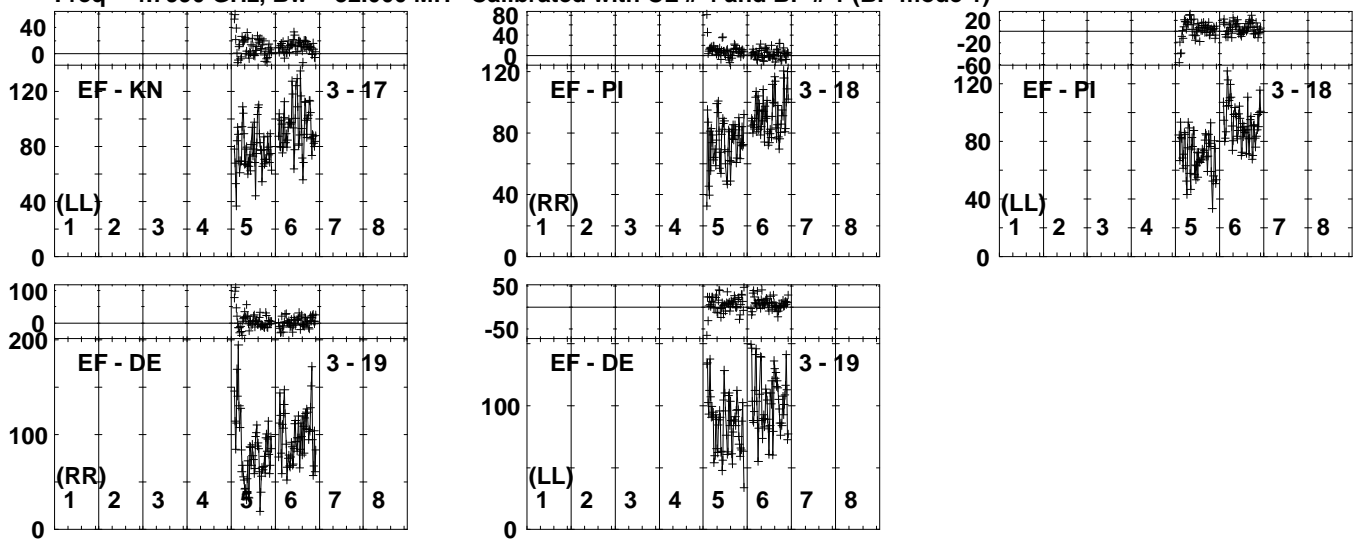 Freq = GHz, Bw = 32.000 Calibrated with CL # and BP # (BP mode 1)
40
0
EF - KN 3 - 17
120
80
40
0
(LL)
1 2 3 4 5 6 7 8
80
40
0
EF - PI 3 - 18
120
80
40
0
(RR)
1 2 3 4 5 6 7 8
20
-20
-60
EF - PI 3 - 18
120
80
40
0
(LL)
1 2 3 4 5 6 7 8
100
0
200
EF - DE 3 - 19
100
(RR)
1 2 3 4 5 6 7 8
0
50
-50
EF - DE 3 - 19
100
(LL)
1 2 3 4 5 6 7 8
0